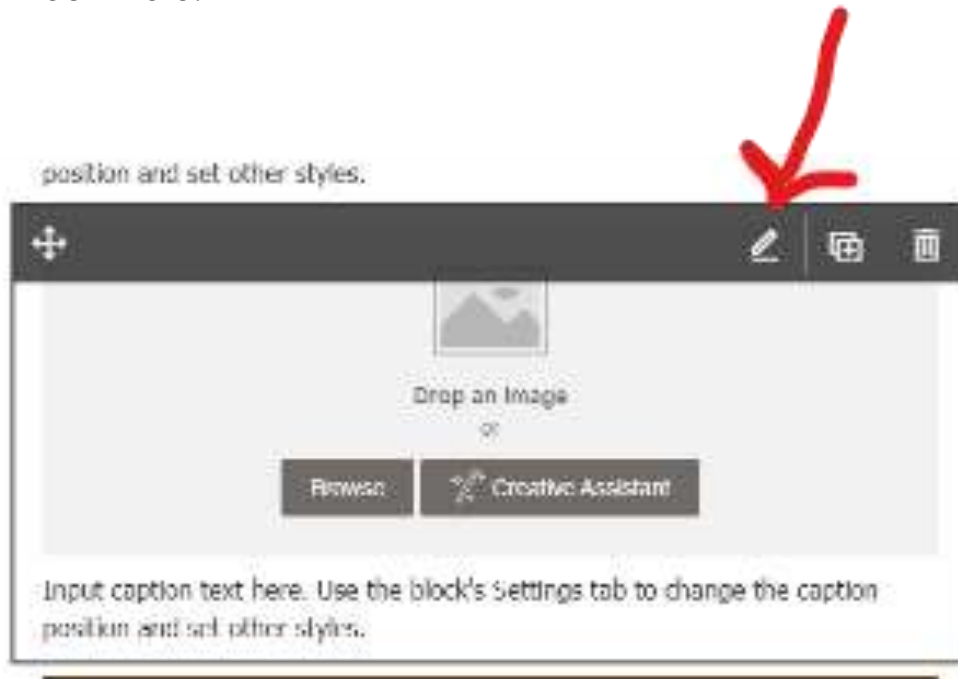 position and set other styles.
Drop an Image
or
Browse
Creative Assistant
Input caption text here. Use the block's Settings tab to change the caption
position and set other styles.